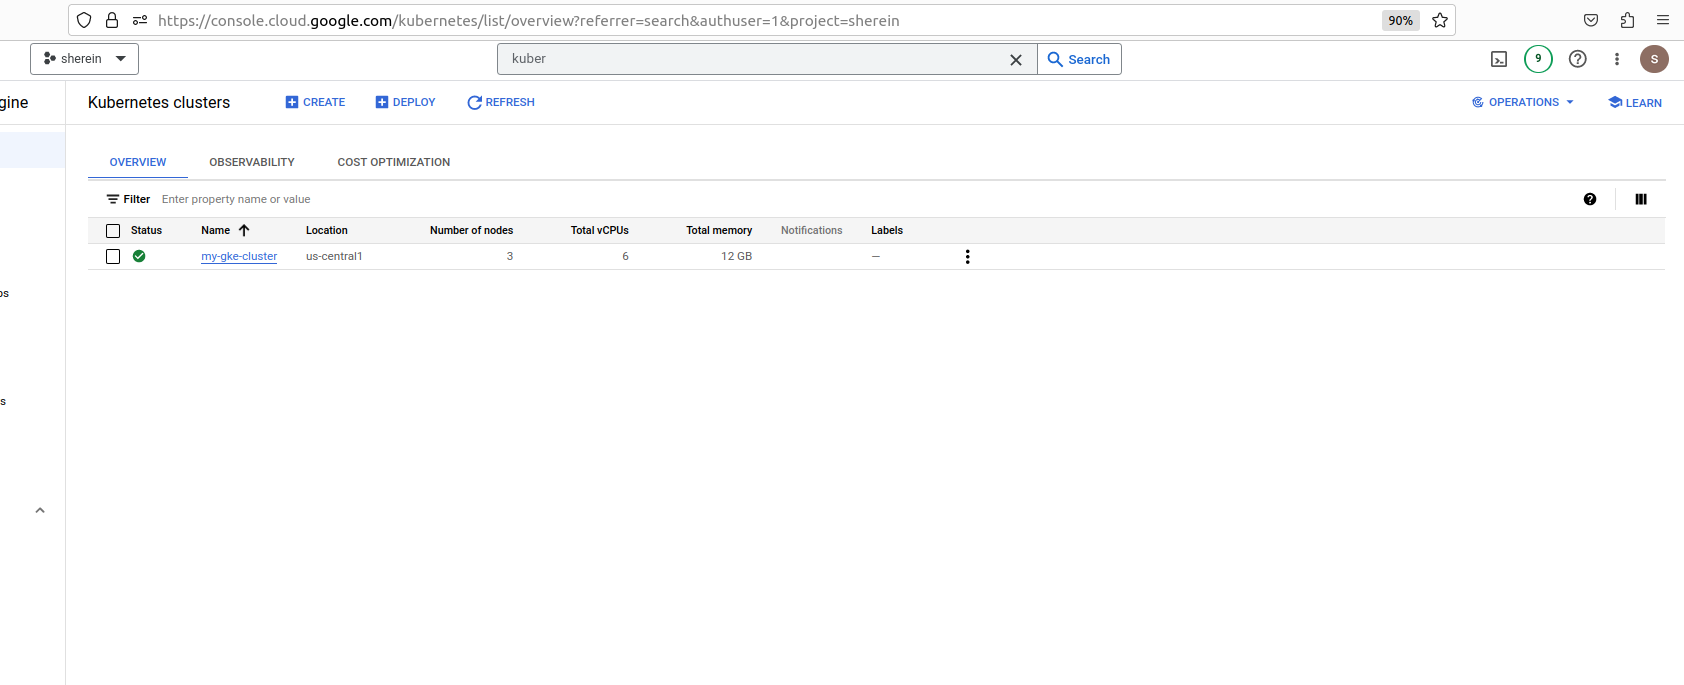 https://console.cloud.google.com/kubernetes/list/overview?referrer=search&authuser=1&project=sherein 90%
sherein kuber Search 9 S
gine Kubernetes clusters CREATE DEPLOY REFRESH OPERATIONS LEARN
OVERVIEW OBSERVABILITY COST OPTIMIZATION
Filter Enter property name or value
Status Name Location Number of nodes Total vCPUs Total memory Notifications Labels
my-gke-cluster us-central1 3 6 12 GB —
os
s